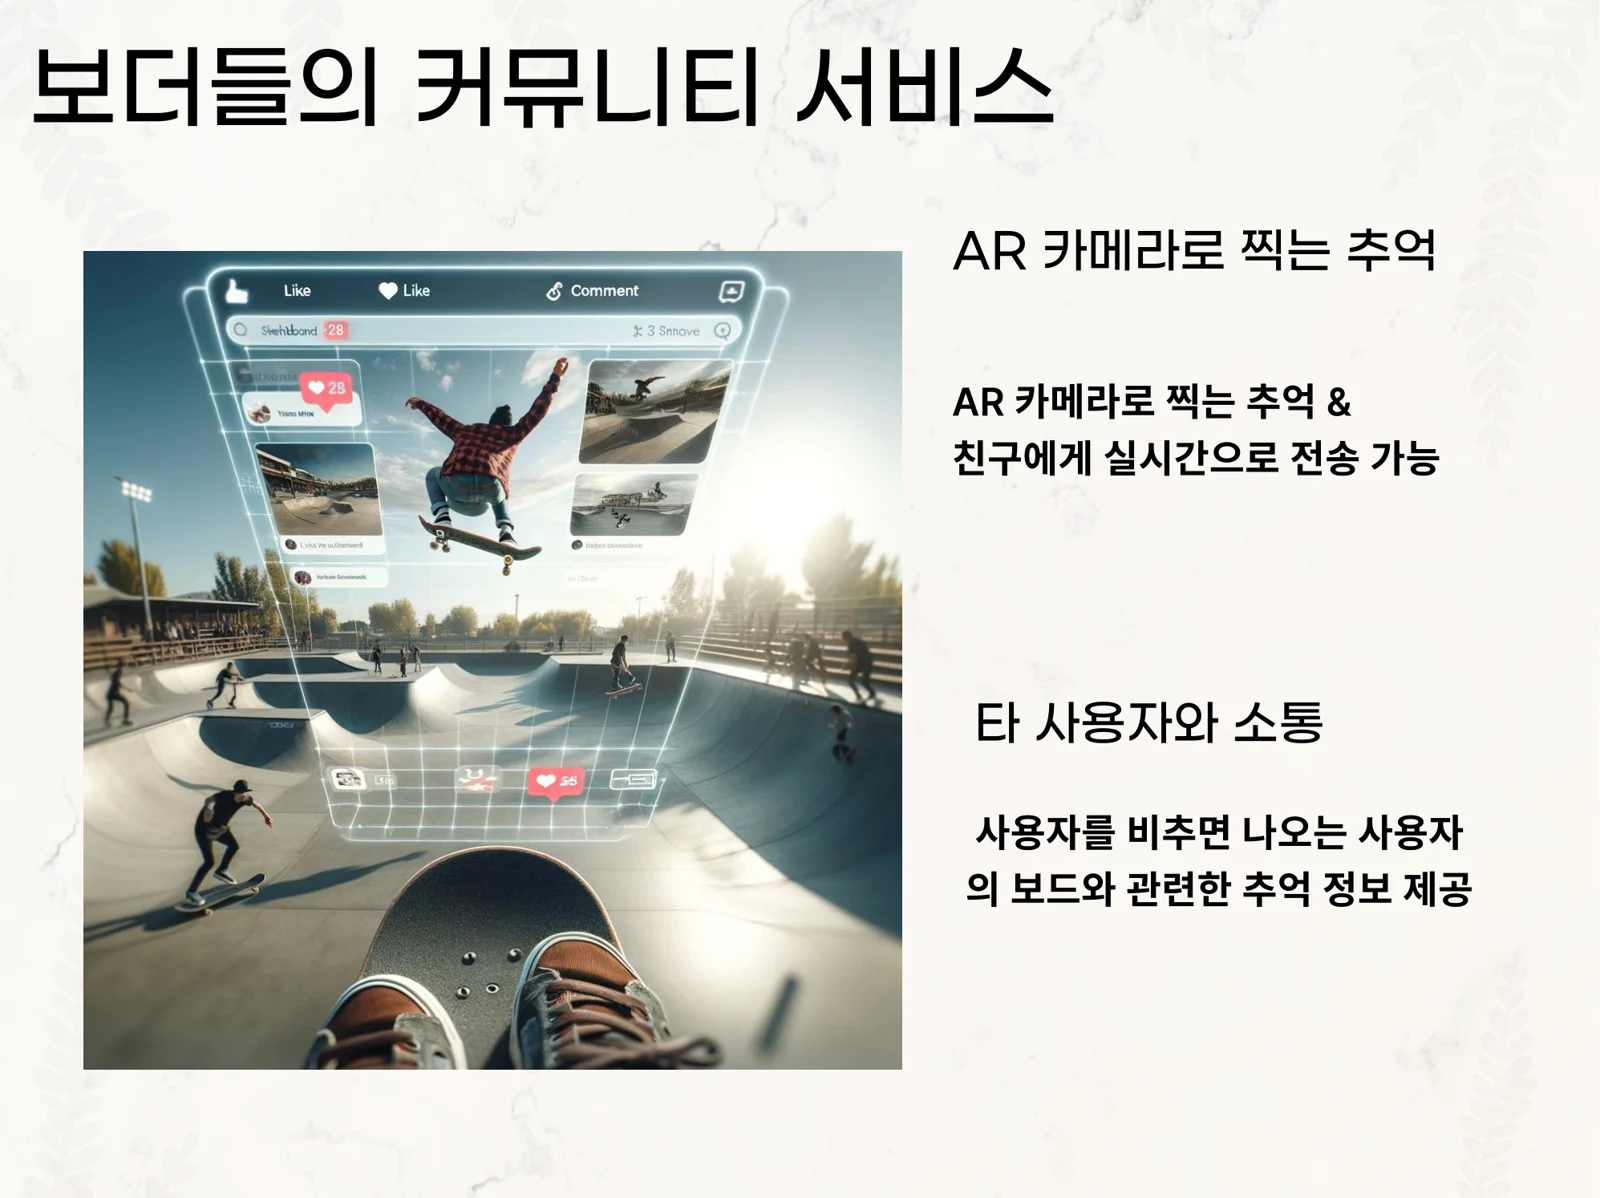 보더들의 커뮤니티 서비스
AR 카메라로 찍는 추억
AR 카메라로 찍는 추억 &
친구에게 실시간으로 전송 가능
타 사용자와 소통
사용자를 비추면 나오는 사용자
의 보드와 관련한 추억 정보 제공
Like Like Comment
28 3
28